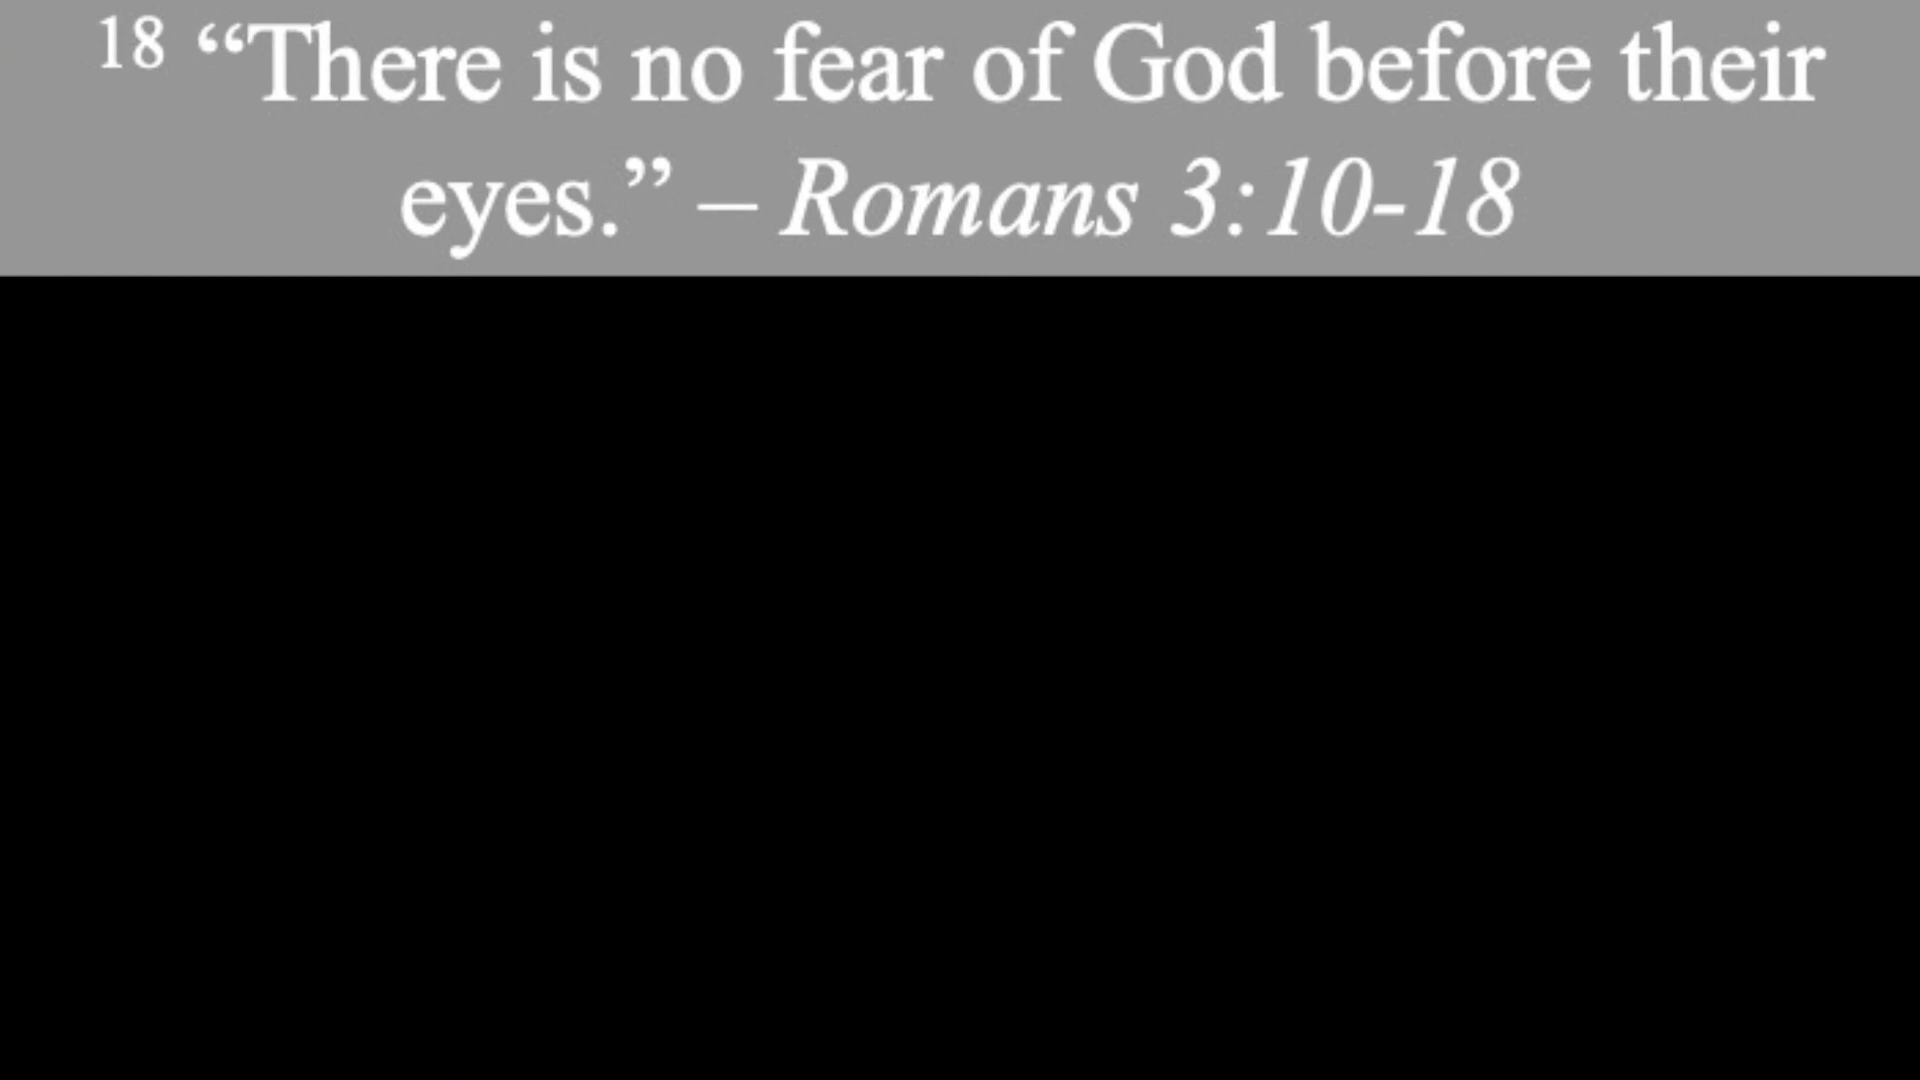 18 “There is no fear of God before their
eyes.” – Romans 3:10-18